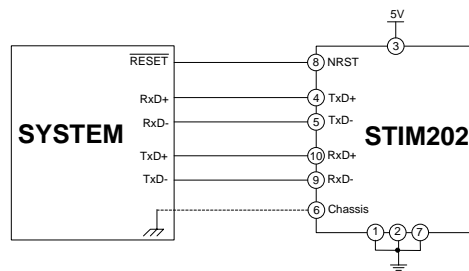 5V
3
RESET 8 NRST
RxD+ 4 TxD+
RxD- 5 TxD-
SYSTEM STIM202
TxD+ 10 RxD+
TxD- 9 RxD-
6 Chassis
1 2 7